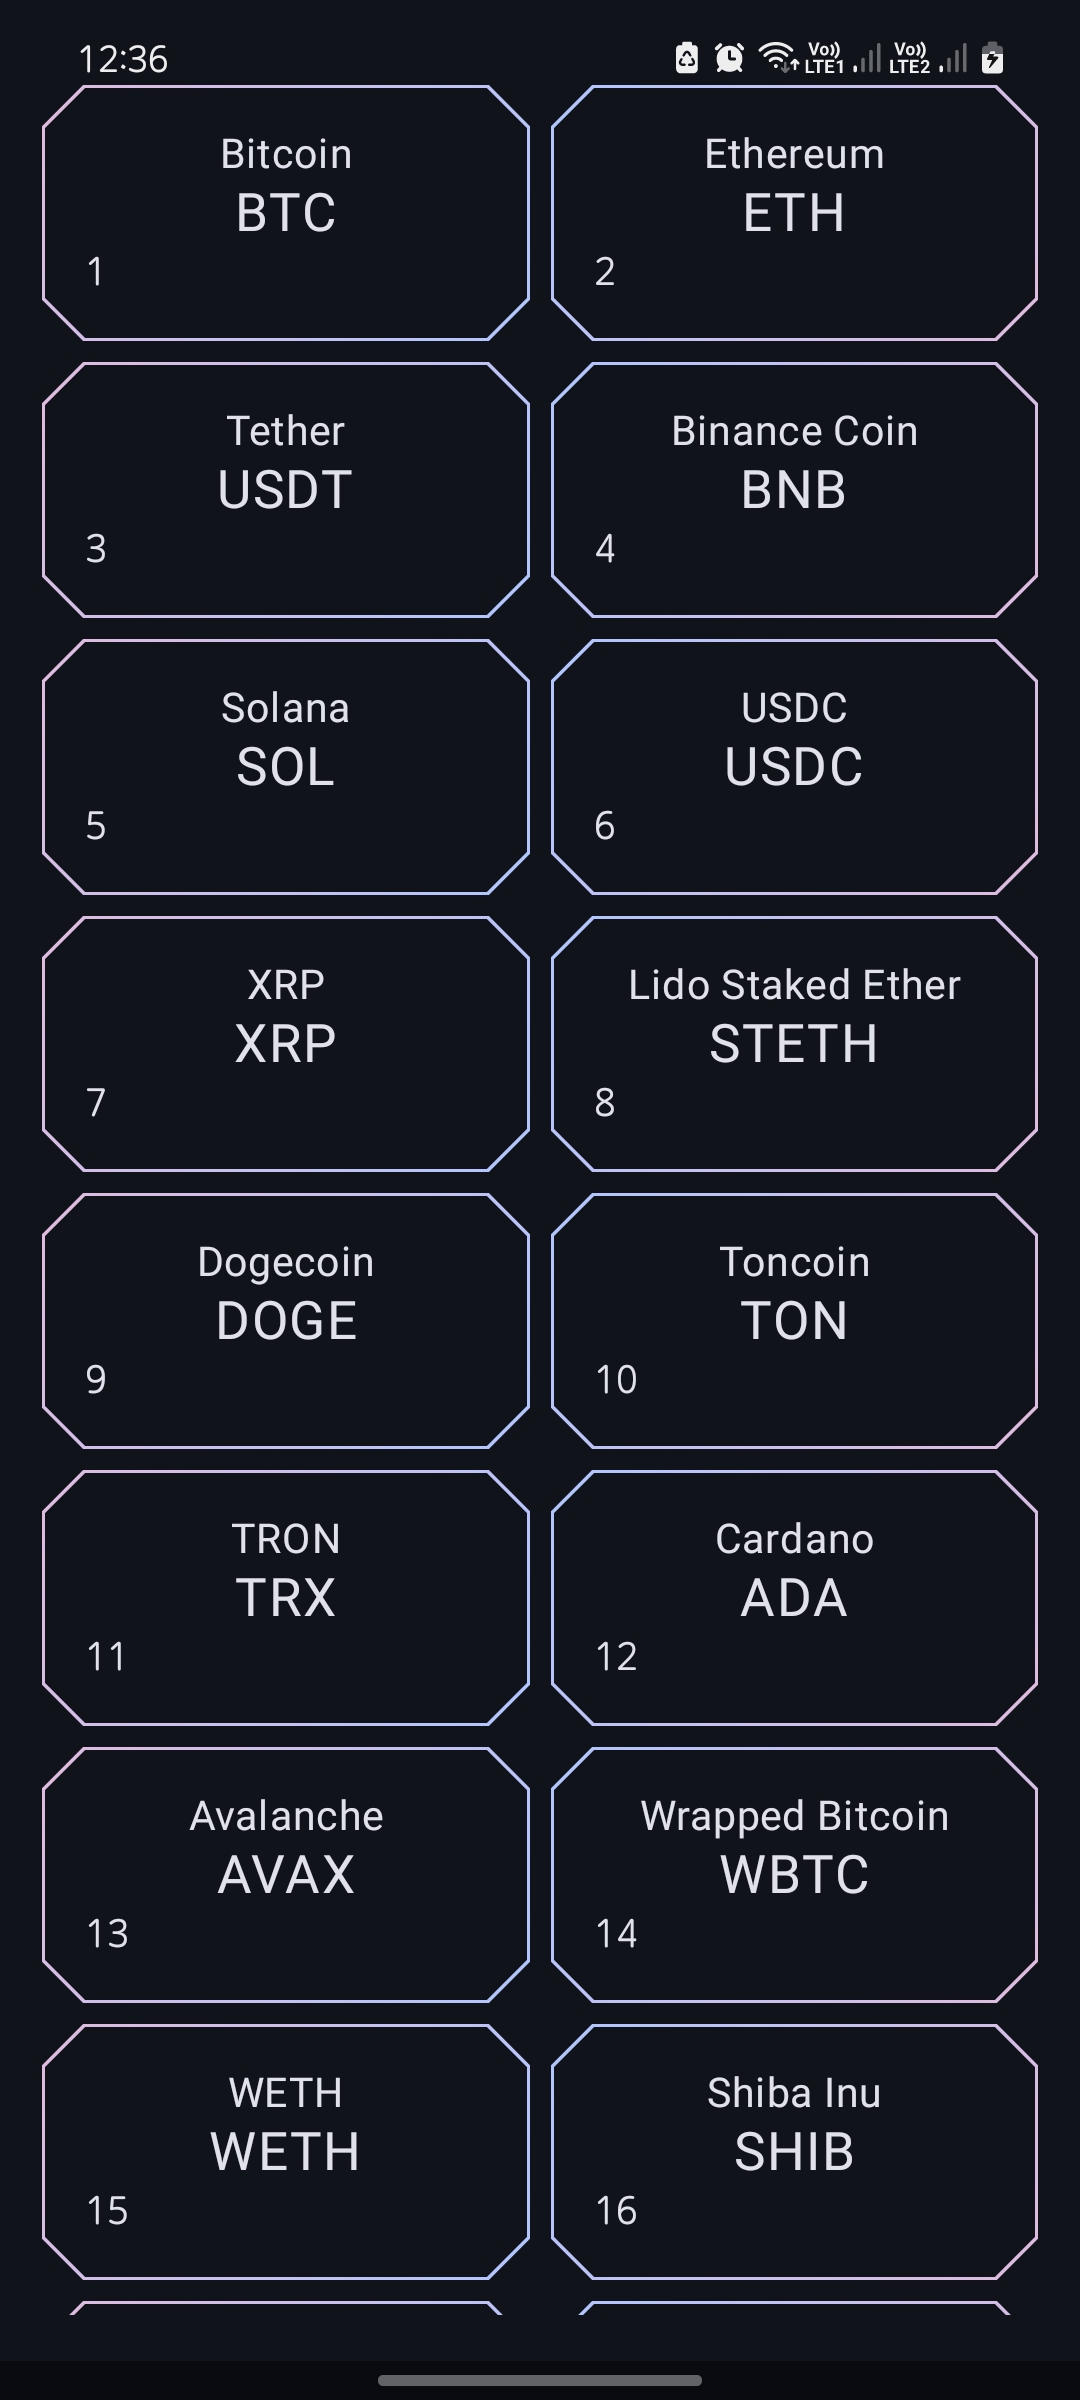 12:36
Vo)) LTE1 Vo)) LTE2
Bitcoin
BTC
1
Ethereum
ETH
2
Tether
USDT
3
Binance Coin
BNB
4
Solana
SOL
5
USDC
USDC
6
XRP
XRP
7
Lido Staked Ether
STETH
8
Dogecoin
DOGE
9
Toncoin
TON
10
TRON
TRX
11
Cardano
ADA
12
Avalanche
AVAX
13
Wrapped Bitcoin
WBTC
14
WETH
WETH
15
Shiba Inu
SHIB
16